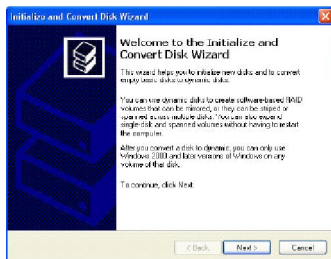 Initialize and Convert Disk Wizard
Welcome to the Initialize and
Convert Disk Wizard
This wizard helps you to initialize new disks and to convert
empty basic disks to dynamic disks.
You can use dynamic disks to create software-based RAID
volumes that can be mirrored, or they can be striped or
spanned across multiple disks. You can also expand
single-disk and spanned volumes without having to restart
the computer.
After you convert a disk to dynamic, you can only use
Windows 2000 and later versions of Windows on any
volume of that disk.
To continue, click Next.
< Back
Next >
Cancel